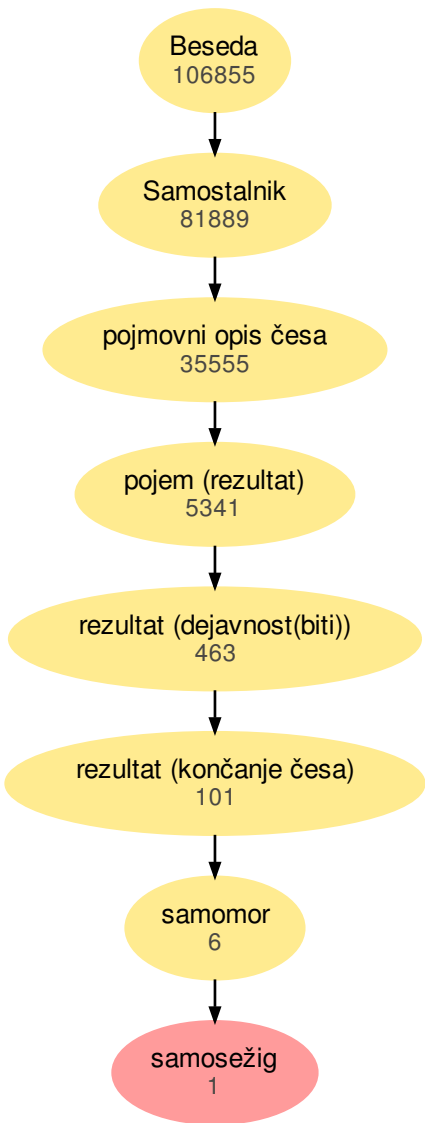 Beseda
106855
Samostalnik
81889
pojmovni opis česa
35555
pojem (rezultat)
5341
rezultat (dejavnost(biti))
463
rezultat (končanje česa)
101
samomor
6
samosežig
1